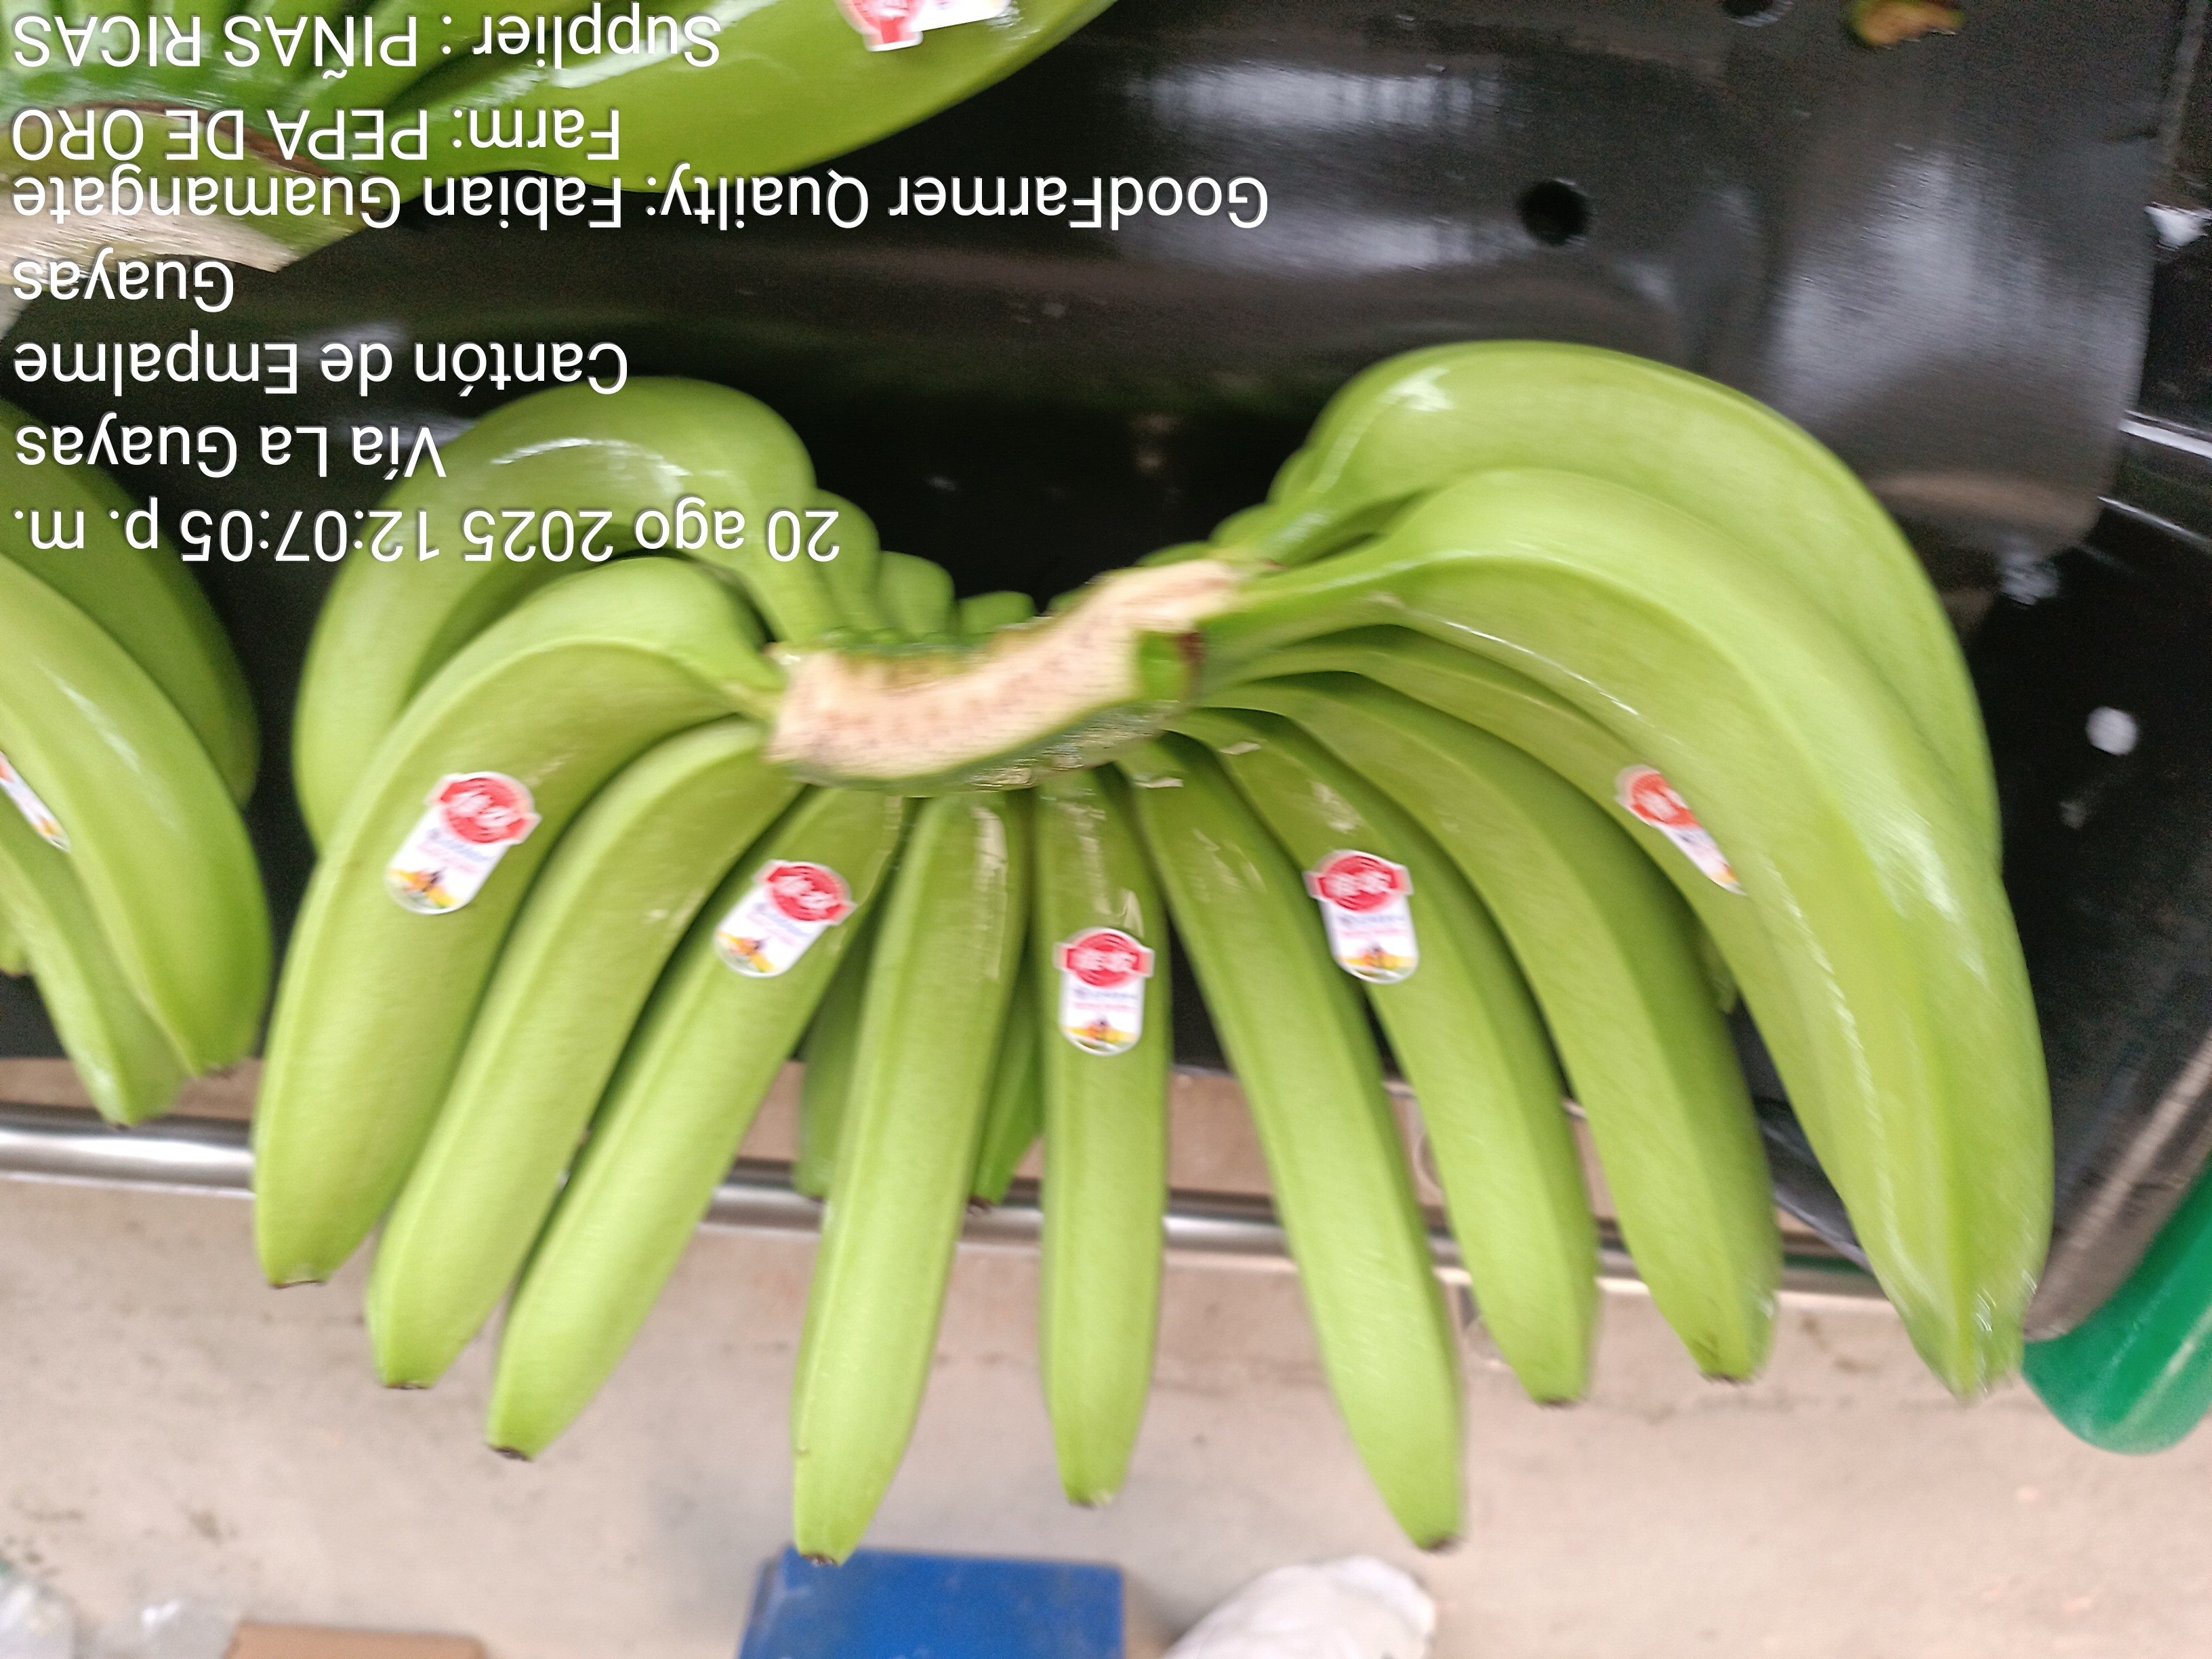 20 ago 2025 12:07:05 p. m.
Vía La Guayas
Cantón de Empalme
Guayas
GoodFarmer Quailty: Fabian Guamangate
Farm: PEPA DE ORO
Supplier : PIÑAS RICAS